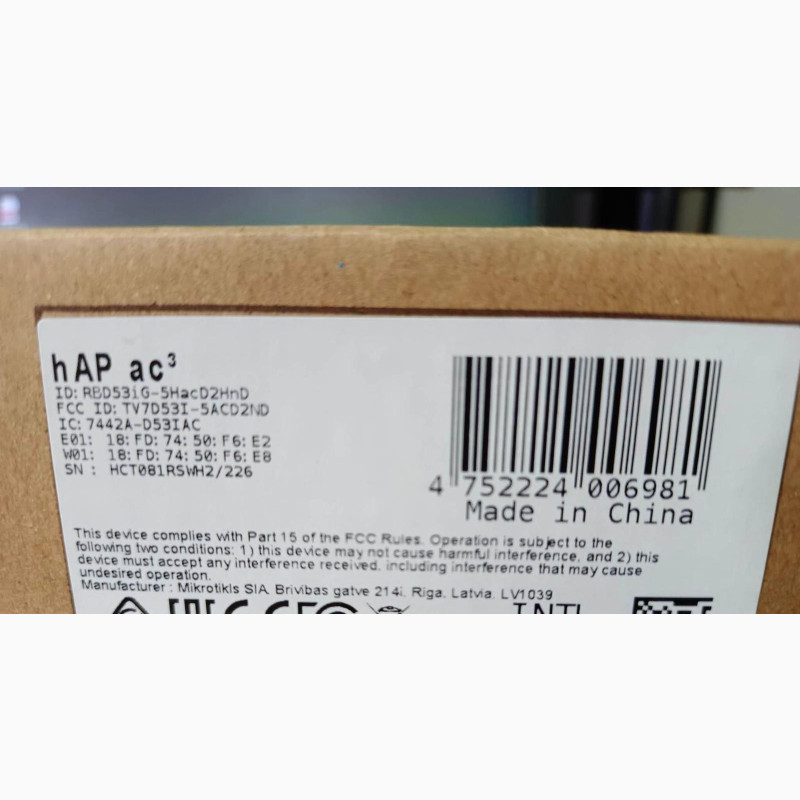 hAP ac³
ID: RBD53iG-5HacD2HnD
FCC ID: TV7D53I-5ACD2ND
IC: 7442A-D53IAC
E01: 18:FD:74:50:F6:E2
W01: 18:FD:74:50:F6:E8
SN : HCT081RSWH2/226
4 752224 006981
Made in China
This device complies with Part 15 of the FCC Rules. Operation is subject to the
following two conditions: 1) this device may not cause harmful interference, and 2) this
device must accept any interference received, including interference that may cause
undesired operation.
Manufacturer : Mikrotikls SIA, Brivibas gatve 214i, Riga, Latvia, LV1039
EAC CE FC INTL